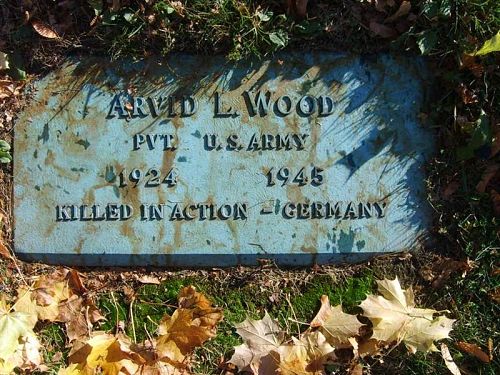 ARVID L. WOOD
PVT. U.S. ARMY
1924 1945
KILLED IN ACTION - GERMANY